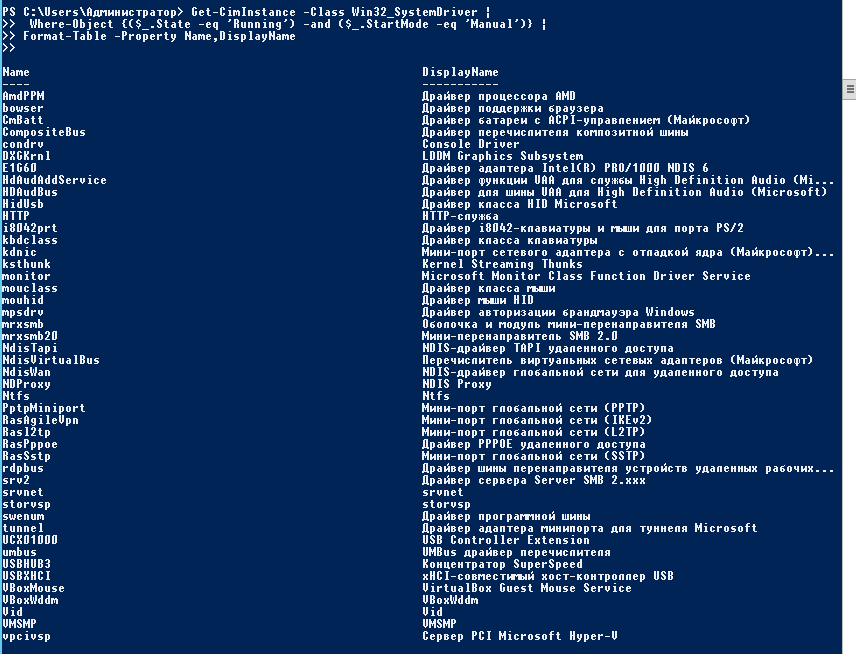 PS C:\Users\Администратор> Get-CimInstance -Class Win32_SystemDriver |
>>  Where-Object {($_.State -eq 'Running') -and ($_.StartMode -eq 'Manual')} |
>> Format-Table -Property Name,DisplayName
>>
Name DisplayName
---- -----------
AmdPPM Драйвер процессора AMD
bowser Драйвер поддержки браузера
CmBatt Драйвер батареи с ACPI-управлением (Майкрософт)
CompositeBus Драйвер перечислителя композитной шины
condrv Console Driver
DXGKrnl LDDM Graphics Subsystem
E1G60 Драйвер адаптера Intel(R) PRO/1000 NDIS 6
HdAudAddService Драйвер функции UAA для службы High Definition Audio (Mi...
HDAudBus Драйвер для шины UAA для High Definition Audio (Microsoft)
HidUsb Драйвер класса HID Microsoft
HTTP HTTP-служба
i8042prt Драйвер i8042-клавиатуры и мыши для порта PS/2
kbdclass Драйвер класса клавиатуры
kdnic Мини-порт сетевого адаптера с отладкой ядра (Майкрософт)...
ksthunk Kernel Streaming Thunks
monitor Microsoft Monitor Class Function Driver Service
mouclass Драйвер класса мыши
mouhid Драйвер мыши HID
mpsdrv Драйвер авторизации брандмауэра Windows
mrxsmb Оболочка и модуль мини-перенаправителя SMB
mrxsmb20 Мини-перенаправитель SMB 2.0
NdisTapi NDIS-драйвер TAPI удаленного доступа
NdisVirtualBus Перечислитель виртуальных сетевых адаптеров (Майкрософт)
NdisWan NDIS-драйвер глобальной сети для удаленного доступа
NDProxy NDIS Proxy
Ntfs Ntfs
PptpMiniport Мини-порт глобальной сети (PPTP)
RasAgileVpn Мини-порт глобальной сети (IKEv2)
Rasl2tp Мини-порт глобальной сети (L2TP)
RasPppoe Драйвер PPPOE удаленного доступа
RasSstp Мини-порт глобальной сети (SSTP)
rdpbus Драйвер шины перенаправителя устройств удаленных рабочих...
srv2 Драйвер сервера Server SMB 2.xxx
srvnet srvnet
storvsp storvsp
swenum Драйвер программной шины
tunnel Драйвер адаптера минипорта для туннеля Microsoft
UCX01000 USB Controller Extension
umbus UMBus драйвер перечислителя
USBHUB3 Концентратор SuperSpeed
USBXHCI xHCI-совместимый хост-контроллер USB
VBoxMouse VirtualBox Guest Mouse Service
VBoxWddm VBoxWddm
Vid Vid
VMSMP VMSMP
vpcivsp Сервер PCI Microsoft Hyper-V